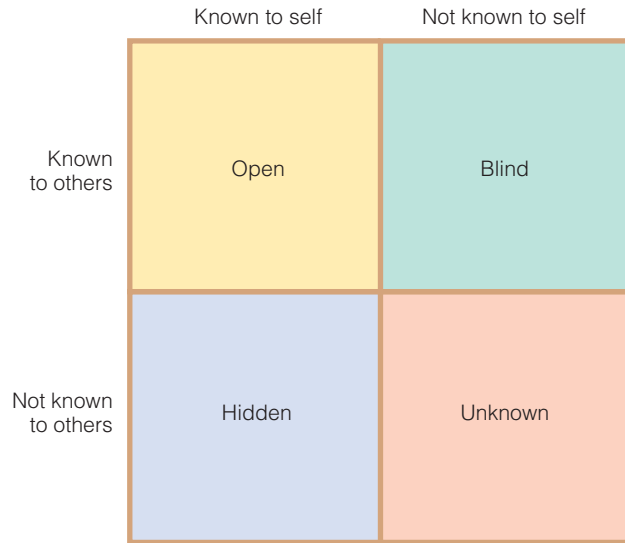 Known to self
Not known to self
Known
to others
Open
Blind
Not known
to others
Hidden
Unknown